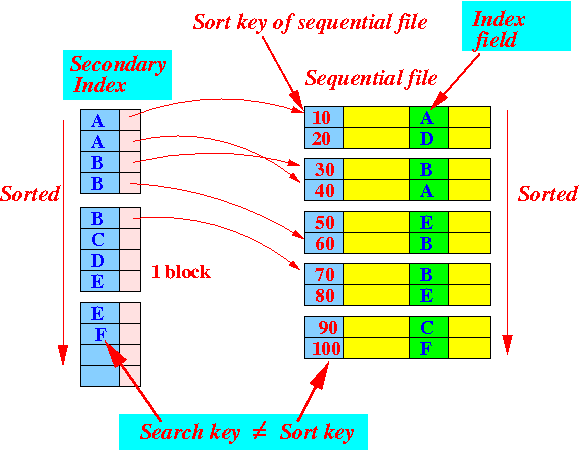 Sort key of sequential file
Index
field
Secondary
Index
Sequential file
Sorted
A
A
B
B
B
C
D
E
E
F
1 block
10 A
20 D
30 B
40 A
50 E
60 B
70 B
80 E
90 C
100 F
Sorted
Search key ≠ Sort key